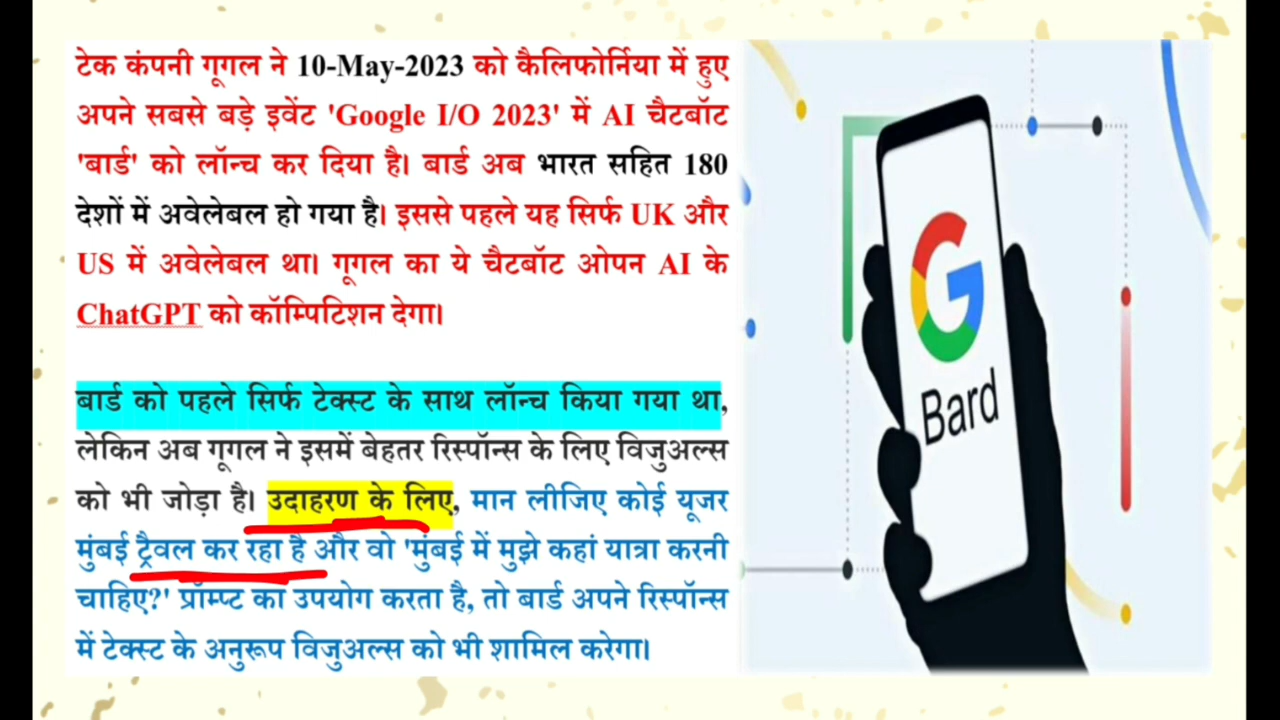 टेक कंपनी गूगल ने 10-May-2023 को कैलिफोर्निया में हुए
अपने सबसे बड़े इवेंट 'Google I/O 2023' में AI चैटबॉट
'बार्ड' को लॉन्च कर दिया है। बार्ड अब भारत सहित 180
देशों में अवेलेबल हो गया है। इससे पहले यह सिर्फ UK और
US में अवेलेबल था। गूगल का ये चैटबॉट ओपन AI के
ChatGPT को कॉम्पिटिशन देगा।
बार्ड को पहले सिर्फ टेक्स्ट के साथ लॉन्च किया गया था,
लेकिन अब गूगल ने इसमें बेहतर रिस्पॉन्स के लिए विजुअल्स
को भी जोड़ा है। उदाहरण के लिए, मान लीजिए कोई यूजर
मुंबई ट्रैवल कर रहा है और वो 'मुंबई में मुझे कहां यात्रा करनी
चाहिए?' प्रॉम्प्ट का उपयोग करता है, तो बार्ड अपने रिस्पॉन्स
में टेक्स्ट के अनुरूप विजुअल्स को भी शामिल करेगा।
G
Bard